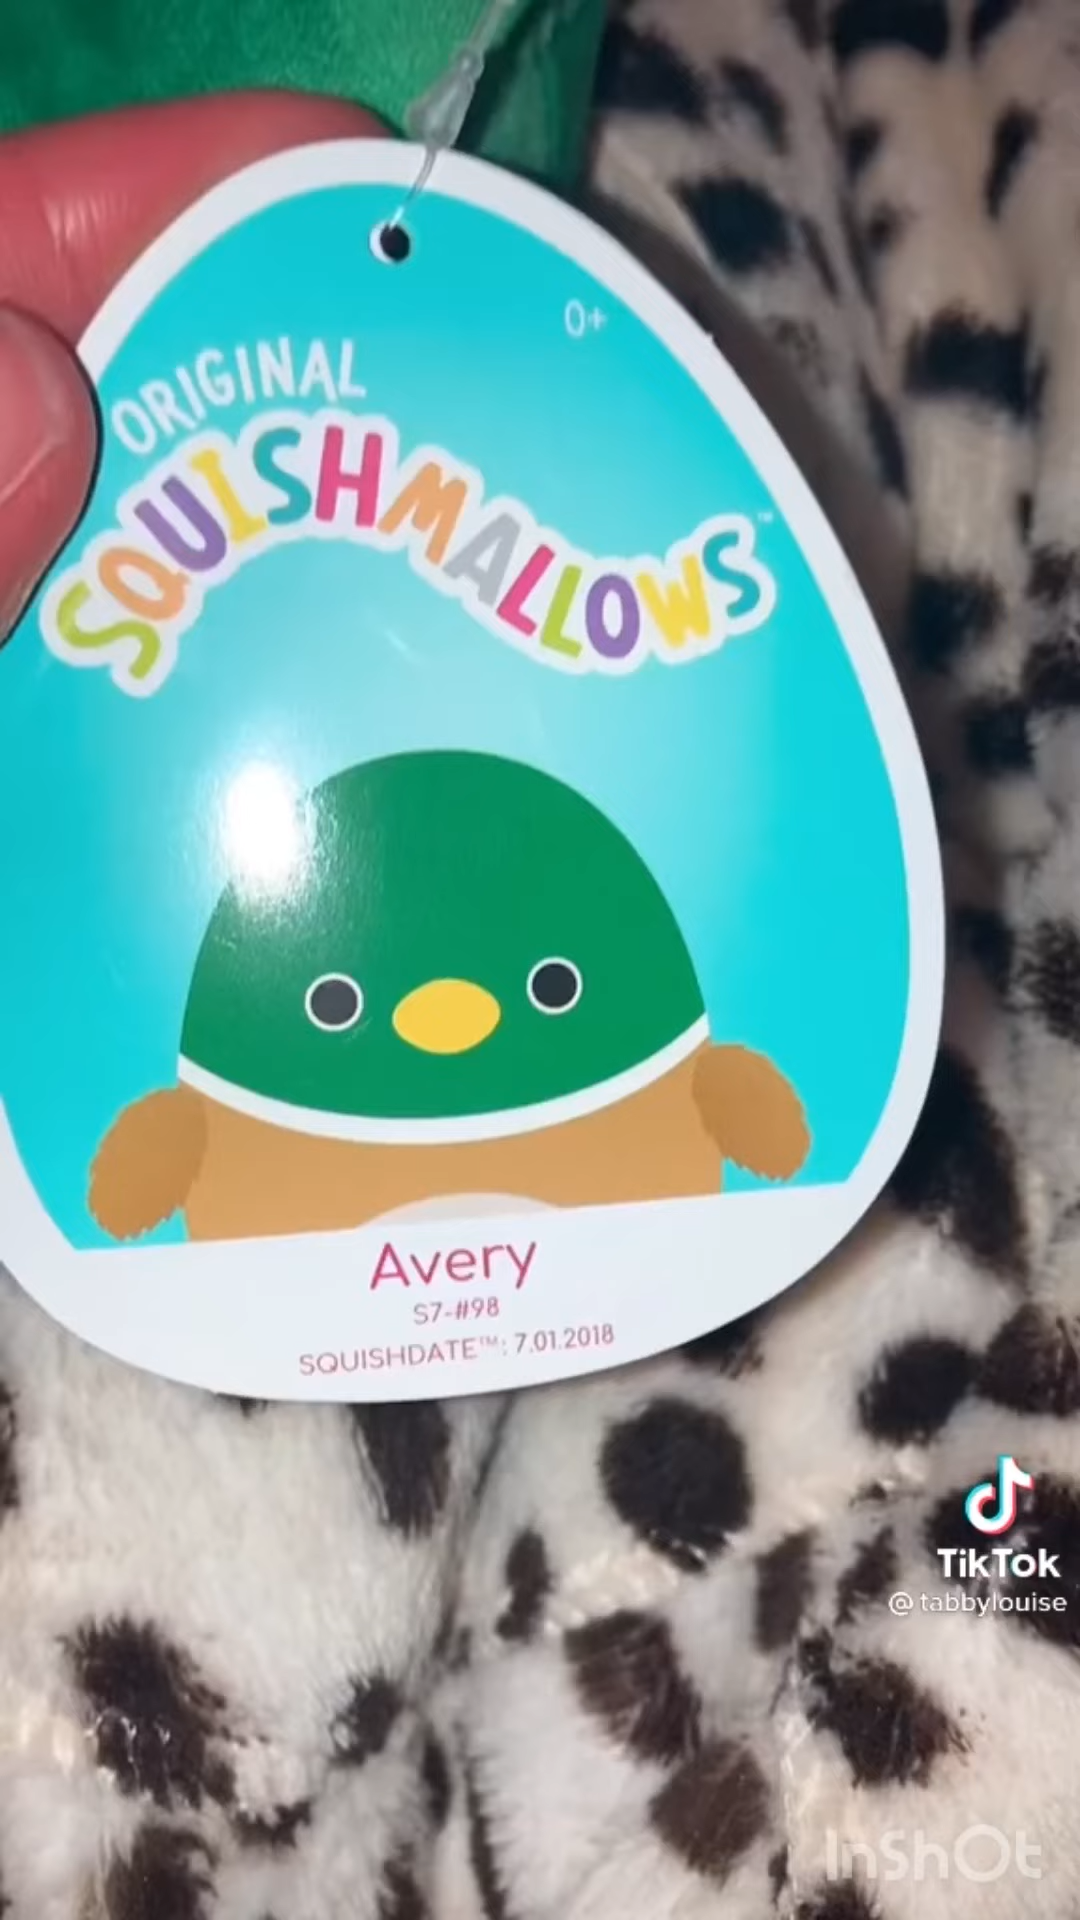 0+
ORIGINAL
SQUISHMALLOWS™
Avery
S7-#98
SQUISHDATE™: 7.01.2018
TikTok
@tabbylouise
InShOt